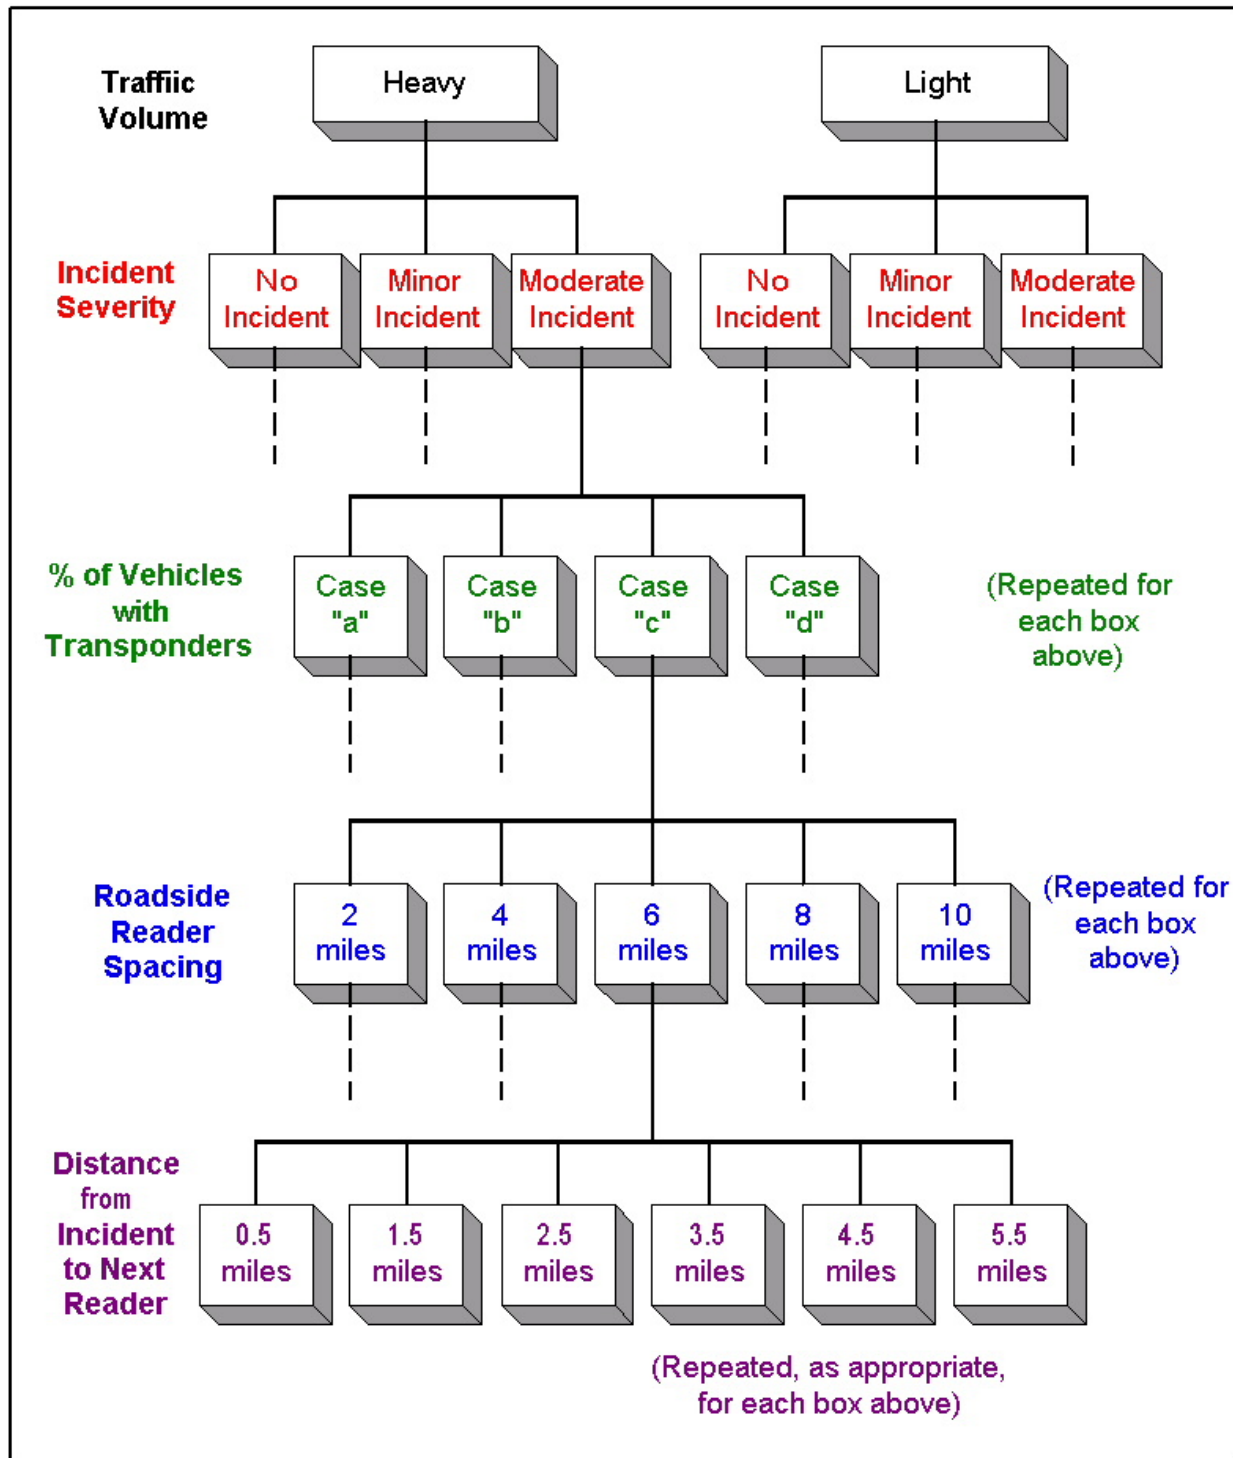 Traffiic
Volume
Heavy
Light
Incident
Severity
No
Incident
Minor
Incident
Moderate
Incident
No
Incident
Minor
Incident
Moderate
Incident
% of Vehicles
with
Transponders
Case
"a"
Case
"b"
Case
"c"
Case
"d"
(Repeated for
each box
above)
Roadside
Reader
Spacing
2
miles
4
miles
6
miles
8
miles
10
miles
(Repeated for
each box
above)
Distance
from
Incident
to Next
Reader
0.5
miles
1.5
miles
2.5
miles
3.5
miles
4.5
miles
5.5
miles
(Repeated, as appropriate,
for each box above)